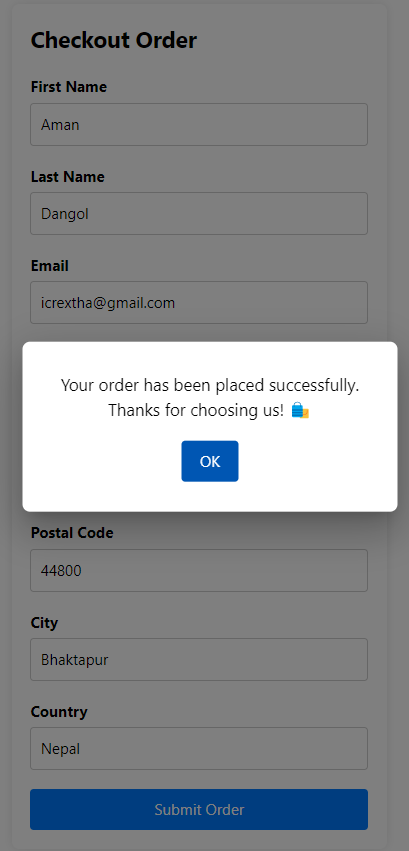 Checkout Order
First Name
Aman
Last Name
Dangol
Email
icrextha@gmail.com
Your order has been placed successfully.
Thanks for choosing us! 🛍️
OK
Postal Code
44800
City
Bhaktapur
Country
Nepal
Submit Order